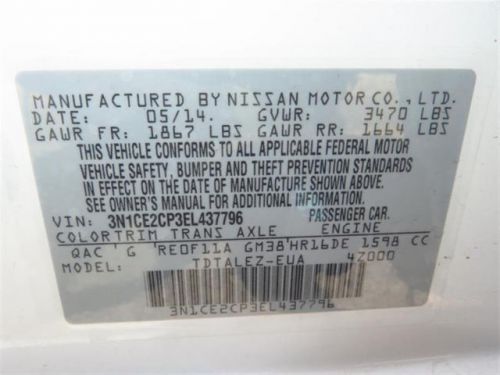 MANUFACTURED BY NISSAN MOTOR CO., LTD.
DATE: 05/14. GVWR: 3470 LBS
GAWR FR: 1867 LBS GAWR RR: 1664 LBS
THIS VEHICLE CONFORMS TO ALL APPLICABLE FEDERAL MOTOR
VEHICLE SAFETY, BUMPER, AND THEFT PREVENTION STANDARDS
IN EFFECT ON THE DATE OF MANUFACTURE SHOWN ABOVE.
SEE OWNER'S MANUAL FOR ADDITIONAL INFORMATION.
VIN: 3N1CE2CP3EL437796 PASSENGER CAR.
COLOR TRIM TRANS AXLE ENGINE
QAC ' G 'RE0F11A GM38'HR16DE 1598 CC
MODEL: TDTALEZ-EUA 4Z000
3N1CE2CP3EL437796